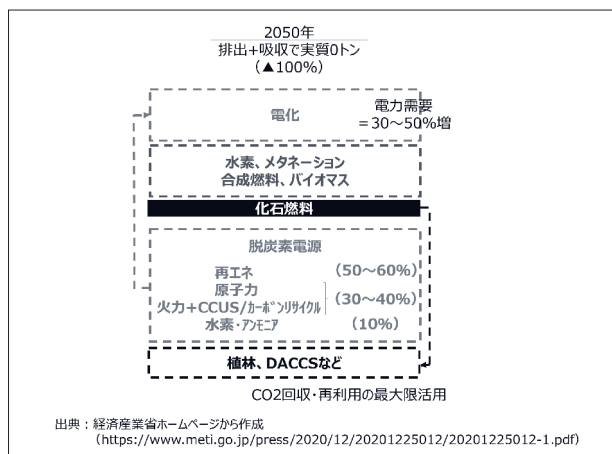 2050年
排出+吸収で実質0トン
(▲100%)
電化
電力需要
=30~50%増
水素、メタネーション
合成燃料、バイオマス
化石燃料
脱炭素電源
再エネ (50~60%)
原子力
火力+CCUS/カーボンリサイクル (30~40%)
水素・アンモニア (10%)
植林、DACCSなど
CO2回収・再利用の最大限活用
出典:経済産業省ホームページから作成
(https://www.meti.go.jp/press/2020/12/20201225012/20201225012-1.pdf)